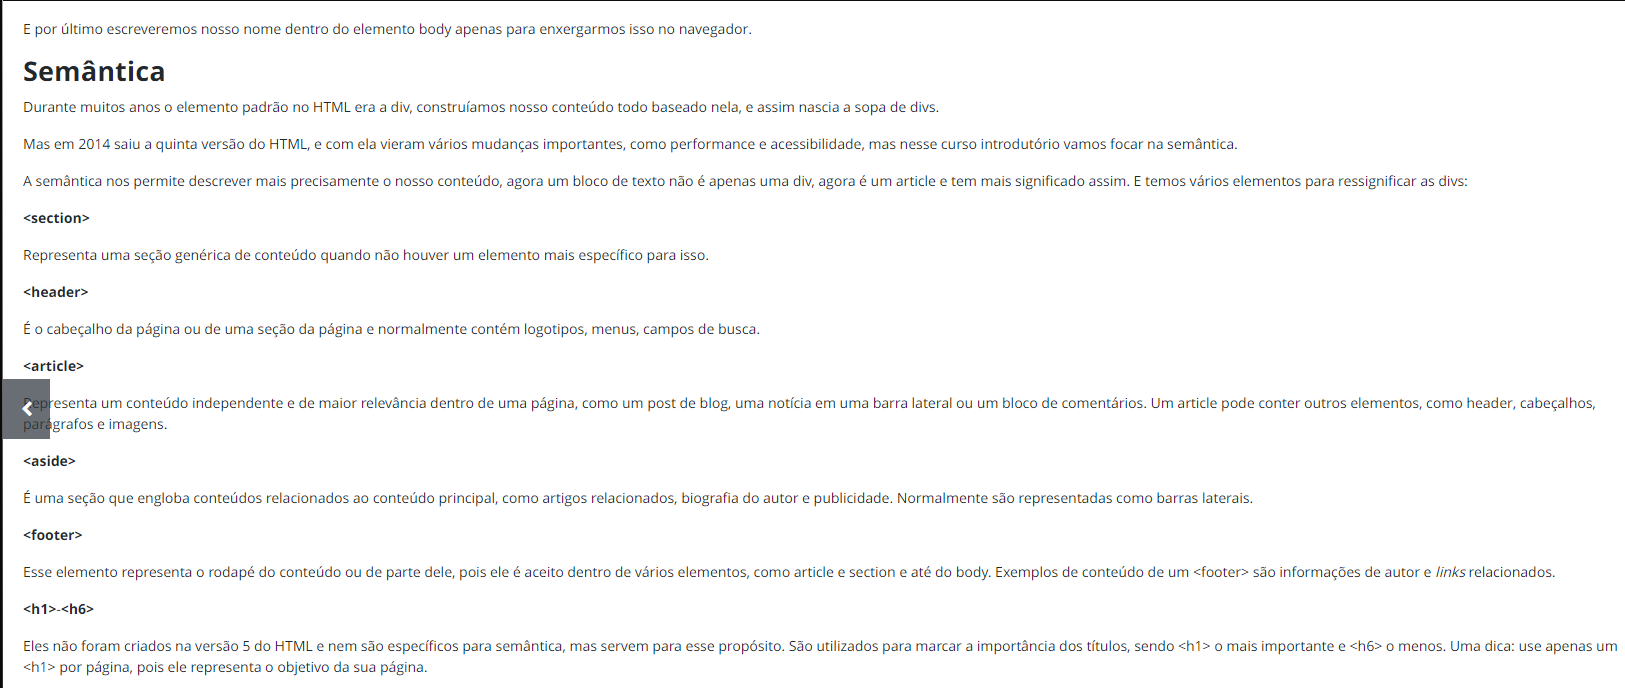 E por último escreveremos nosso nome dentro do elemento body apenas para enxergarmos isso no navegador.
Semântica
Durante muitos anos o elemento padrão no HTML era a div, construíamos nosso conteúdo todo baseado nela, e assim nascia a sopa de divs.
Mas em 2014 saiu a quinta versão do HTML, e com ela vieram vários mudanças importantes, como performance e acessibilidade, mas nesse curso introdutório vamos focar na semântica.
A semântica nos permite descrever mais precisamente o nosso conteúdo, agora um bloco de texto não é apenas uma div, agora é um article e tem mais significado assim. E temos vários elementos para ressignificar as divs:
<section>
Representa uma seção genérica de conteúdo quando não houver um elemento mais específico para isso.
<header>
É o cabeçalho da página ou de uma seção da página e normalmente contém logotipos, menus, campos de busca.
<article>
Representa um conteúdo independente e de maior relevância dentro de uma página, como um post de blog, uma notícia em uma barra lateral ou um bloco de comentários. Um article pode conter outros elementos, como header, cabeçalhos,
parágrafos e imagens.
<aside>
É uma seção que engloba conteúdos relacionados ao conteúdo principal, como artigos relacionados, biografia do autor e publicidade. Normalmente são representadas como barras laterais.
<footer>
Esse elemento representa o rodapé do conteúdo ou de parte dele, pois ele é aceito dentro de vários elementos, como article e section e até do body. Exemplos de conteúdo de um <footer> são informações de autor e links relacionados.
<h1>-<h6>
Eles não foram criados na versão 5 do HTML e nem são específicos para semântica, mas servem para esse propósito. São utilizados para marcar a importância dos títulos, sendo <h1> o mais importante e <h6> o menos. Uma dica: use apenas um
<h1> por página, pois ele representa o objetivo da sua página.